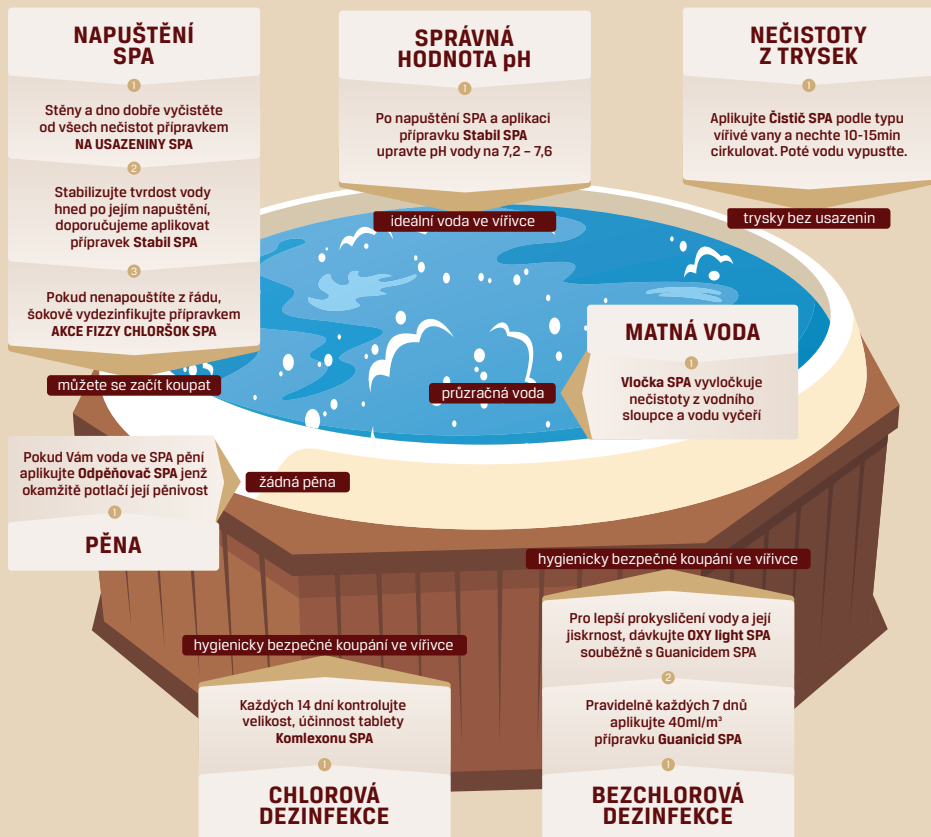 NAPUŠTĚNÍ
SPA
1
Stěny a dno dobře vyčistěte
od všech nečistot přípravkem
NA USAZENINY SPA
2
Stabilizujte tvrdost vody
hned po jejím napuštění,
doporučujeme aplikovat
přípravek Stabil SPA
3
Pokud nenapouštíte z řádu,
šokově vydezinfikujte přípravkem
AKCE FIZZY CHLORŠOK SPA
můžete se začít koupat
SPRÁVNÁ
HODNOTA pH
1
Po napuštění SPA a aplikaci
přípravku Stabil SPA
upravte pH vody na 7,2 – 7,6
ideální voda ve vířivce
NEČISTOTY
Z TRYSEK
1
Aplikujte Čistič SPA podle typu
vířivé vany a nechte 10-15min
cirkulovat. Poté vodu vypusťte.
trysky bez usazenin
MATNÁ VODA
1
Vločka SPA vyvločkuje
nečistoty z vodního
sloupce a vodu vyčeří
průzračná voda
Pokud Vám voda ve SPA pění
aplikujte Odpěňovač SPA jenž
okamžitě potlačí její pěnivost
1
PĚNA
žádná pěna
hygienicky bezpečné koupání ve vířivce
Každých 14 dní kontrolujte
velikost, účinnost tablety
Komlexonu SPA
1
CHLOROVÁ
DEZINFEKCE
hygienicky bezpečné koupání ve vířivce
Pro lepší prokysličení vody a její
jiskrnost, dávkujte OXY light SPA
souběžně s Guanicidem SPA
2
Pravidelně každých 7 dnů
aplikujte 40ml/m³
přípravku Guanicid SPA
1
BEZCHLOROVÁ
DEZINFEKCE